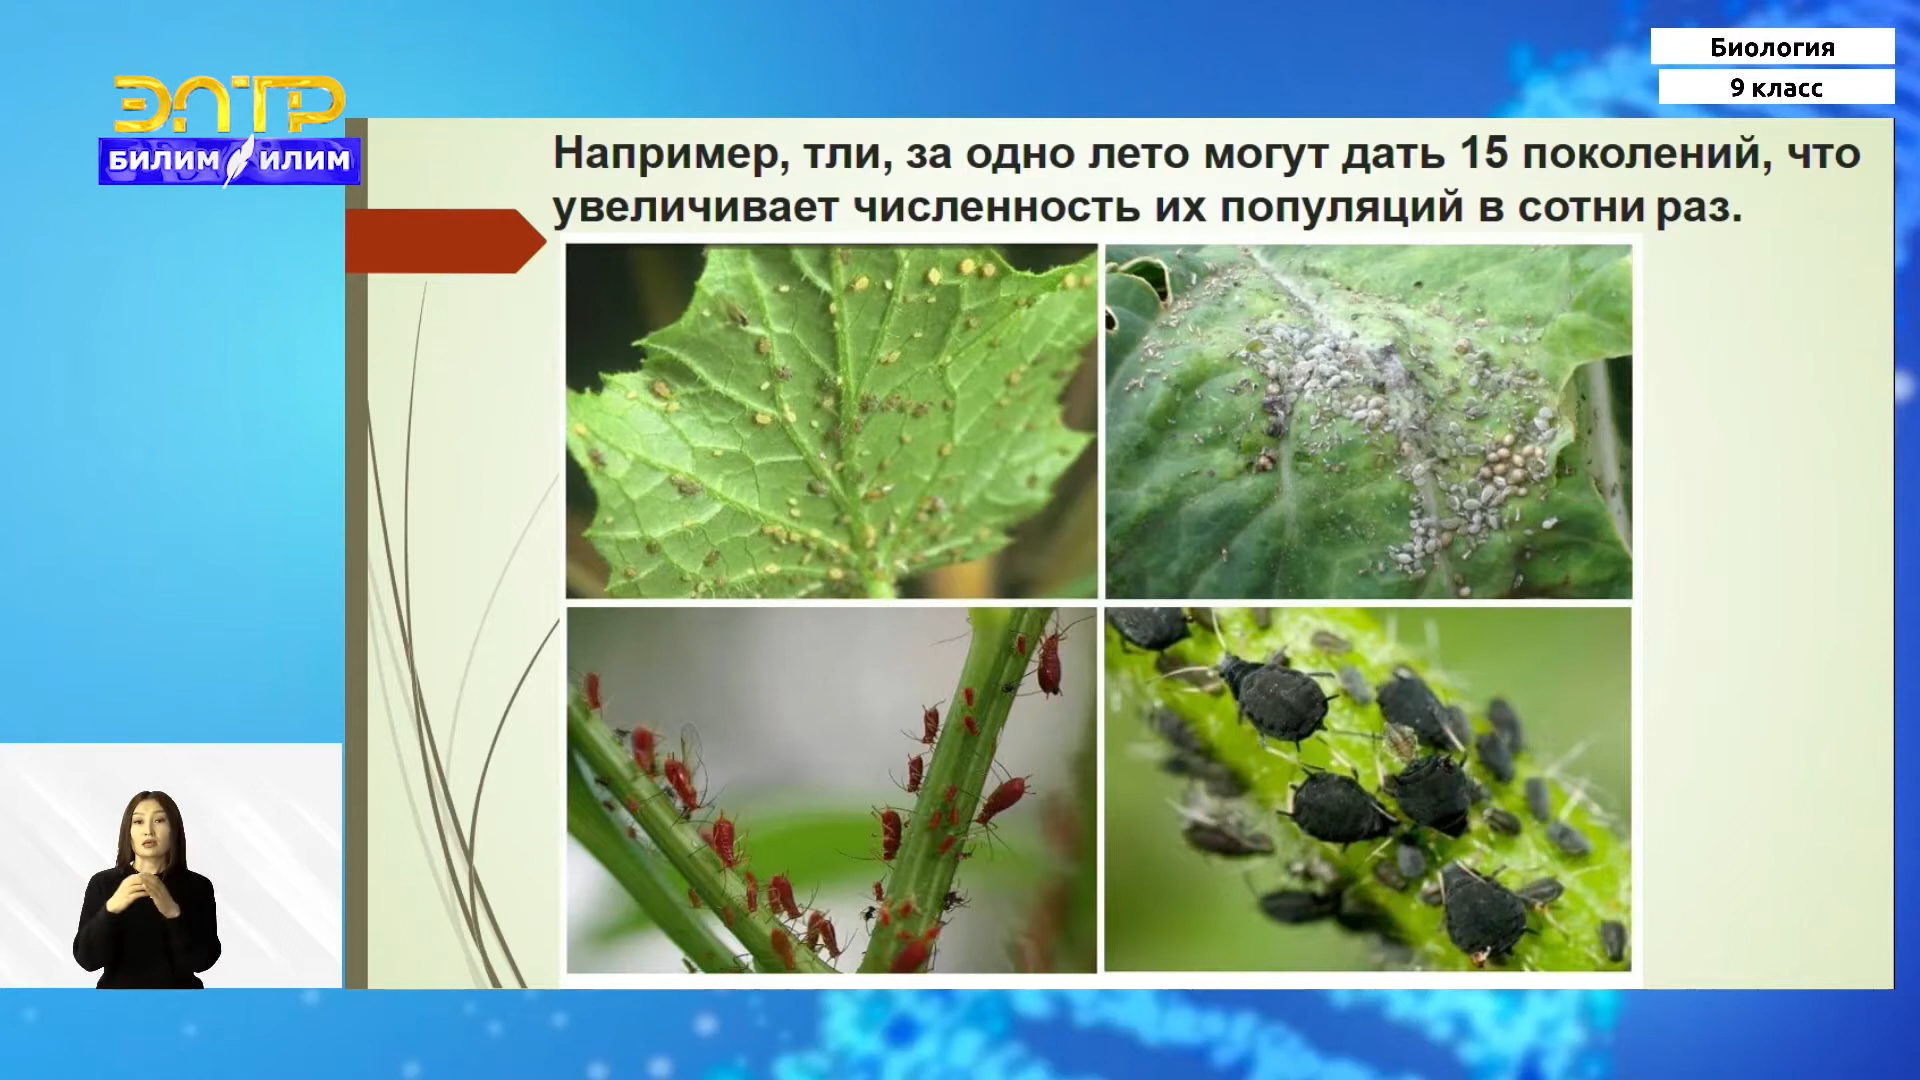 Биология
9 класс
ЭЛТР
БИЛИМ ИЛИМ
Например, тли, за одно лето могут дать 15 поколений, что
увеличивает численность их популяций в сотни раз.